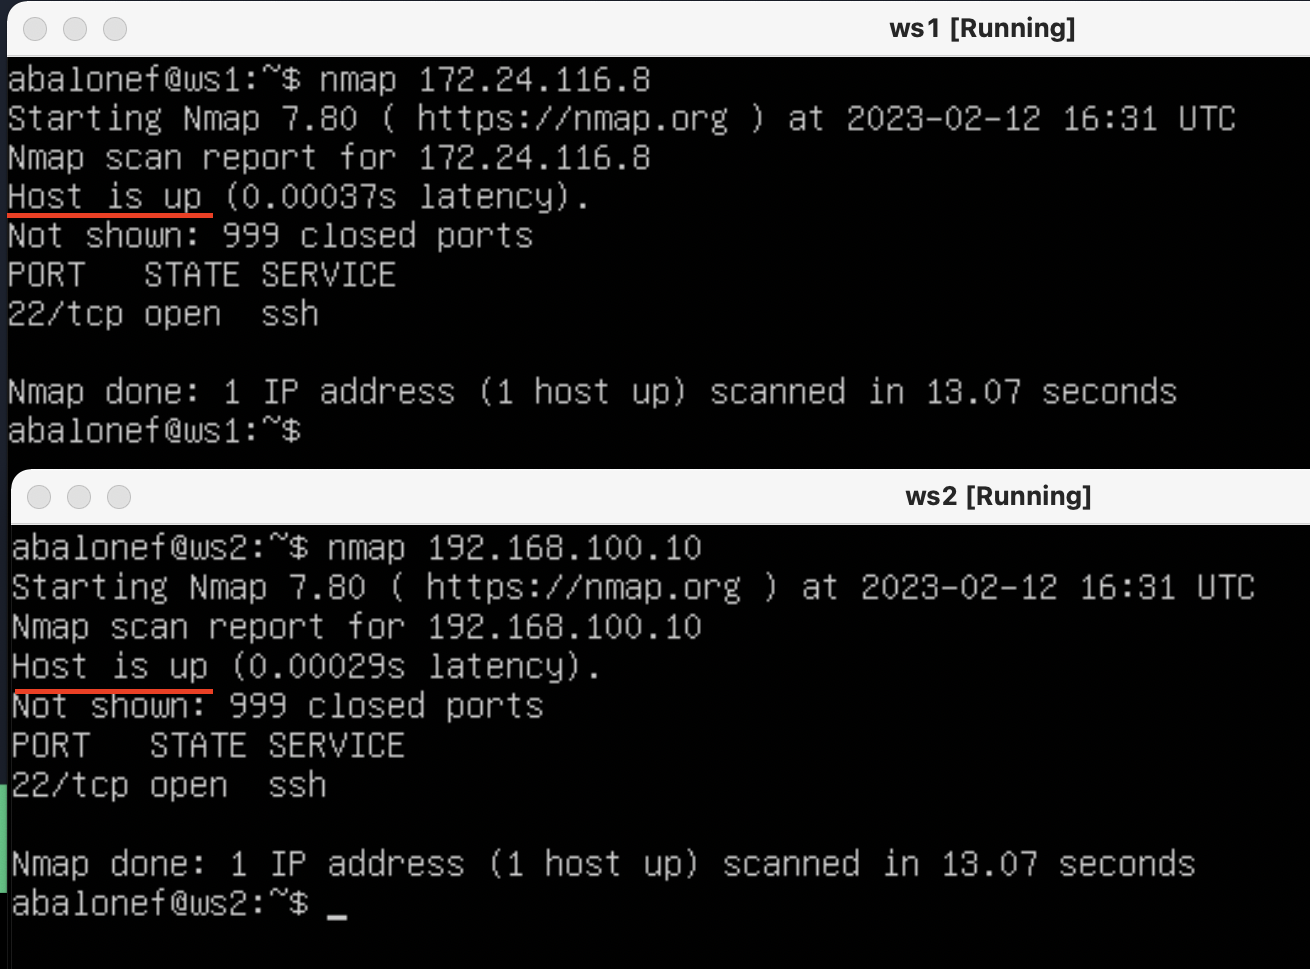 ws1 [Running]
abalonef@ws1:~$ nmap 172.24.116.8
Starting Nmap 7.80 ( https://nmap.org ) at 2023-02-12 16:31 UTC
Nmap scan report for 172.24.116.8
Host is up (0.00037s latency).
Not shown: 999 closed ports
PORT   STATE SERVICE
22/tcp open  ssh
Nmap done: 1 IP address (1 host up) scanned in 13.07 seconds
abalonef@ws1:~$
ws2 [Running]
abalonef@ws2:~$ nmap 192.168.100.10
Starting Nmap 7.80 ( https://nmap.org ) at 2023-02-12 16:31 UTC
Nmap scan report for 192.168.100.10
Host is up (0.00029s latency).
Not shown: 999 closed ports
PORT   STATE SERVICE
22/tcp open  ssh
Nmap done: 1 IP address (1 host up) scanned in 13.07 seconds
abalonef@ws2:~$ _